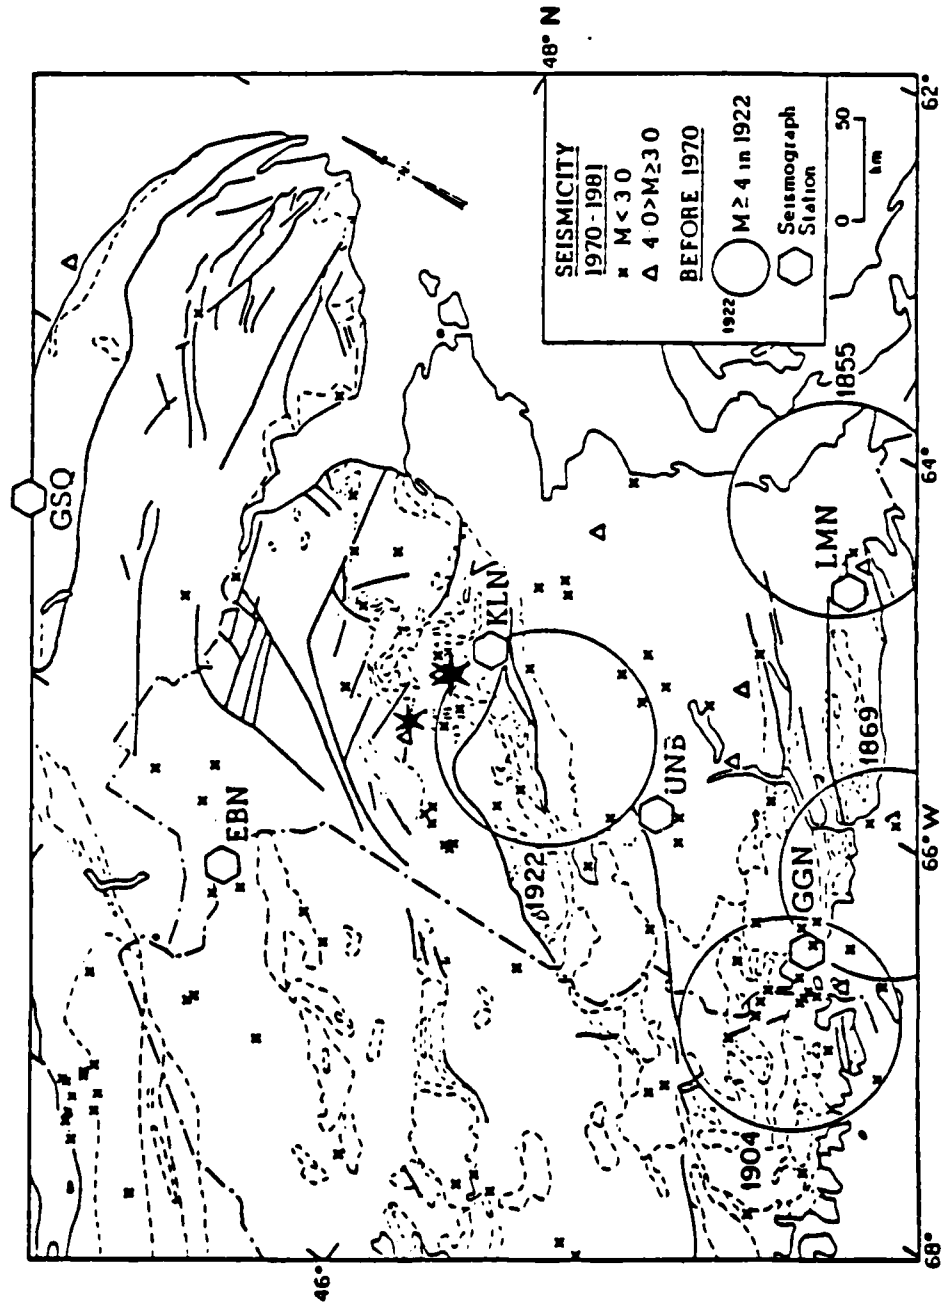 48° N
SEISMICITY
1970-1981
× M < 3 0
△ 4 0>M≥3 0
BEFORE 1970
1922
M ≥ 4 in 1922
Seismograph
Station
0 50
km
62°
GSQ
1855
64°
LMN
KLN
1869
UNB
EBN
66° W
GGN
1922
1904
46°
68°